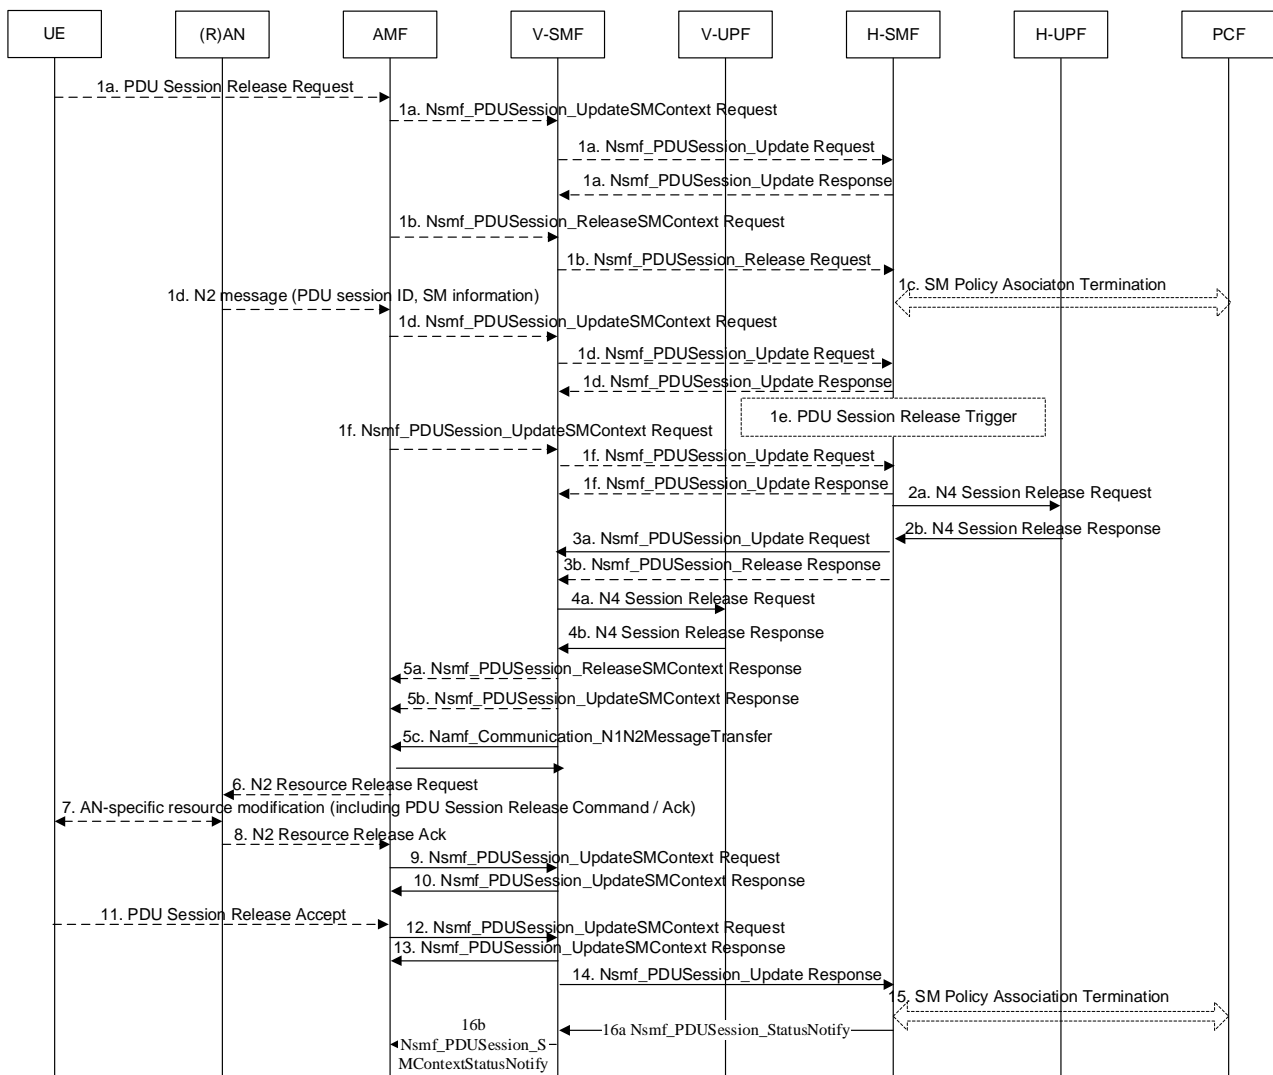 UE
(R)AN
AMF
V-SMF
V-UPF
H-SMF
H-UPF
PCF
1a. PDU Session Release Request
1a. Nsmf_PDUSession_UpdateSMContext Request
1a. Nsmf_PDUSession_Update Request
1a. Nsmf_PDUSession_Update Response
1b. Nsmf_PDUSession_ReleaseSMContext Request
1b. Nsmf_PDUSession_Release Request
1c. SM Policy Asociaton Termination
1d. N2 message (PDU session ID, SM information)
1d. Nsmf_PDUSession_UpdateSMContext Request
1d. Nsmf_PDUSession_Update Request
1d. Nsmf_PDUSession_Update Response
1e. PDU Session Release Trigger
1f. Nsmf_PDUSession_UpdateSMContext Request
1f. Nsmf_PDUSession_Update Request
1f. Nsmf_PDUSession_Update Response
2a. N4 Session Release Request
2b. N4 Session Release Response
3a. Nsmf_PDUSession_Update Request
3b. Nsmf_PDUSession_Release Response
4a. N4 Session Release Request
4b. N4 Session Release Response
5a. Nsmf_PDUSession_ReleaseSMContext Response
5b. Nsmf_PDUSession_UpdateSMContext Response
5c. Namf_Communication_N1N2MessageTransfer
6. N2 Resource Release Request
7. AN-specific resource modification (including PDU Session Release Command / Ack)
8. N2 Resource Release Ack
9. Nsmf_PDUSession_UpdateSMContext Request
10. Nsmf_PDUSession_UpdateSMContext Response
11. PDU Session Release Accept
12. Nsmf_PDUSession_UpdateSMContext Request
13. Nsmf_PDUSession_UpdateSMContext Response
14. Nsmf_PDUSession_Update Response
15. SM Policy Association Termination
16a Nsmf_PDUSession_StatusNotify
16b
Nsmf_PDUSession_S
MContextStatusNotify